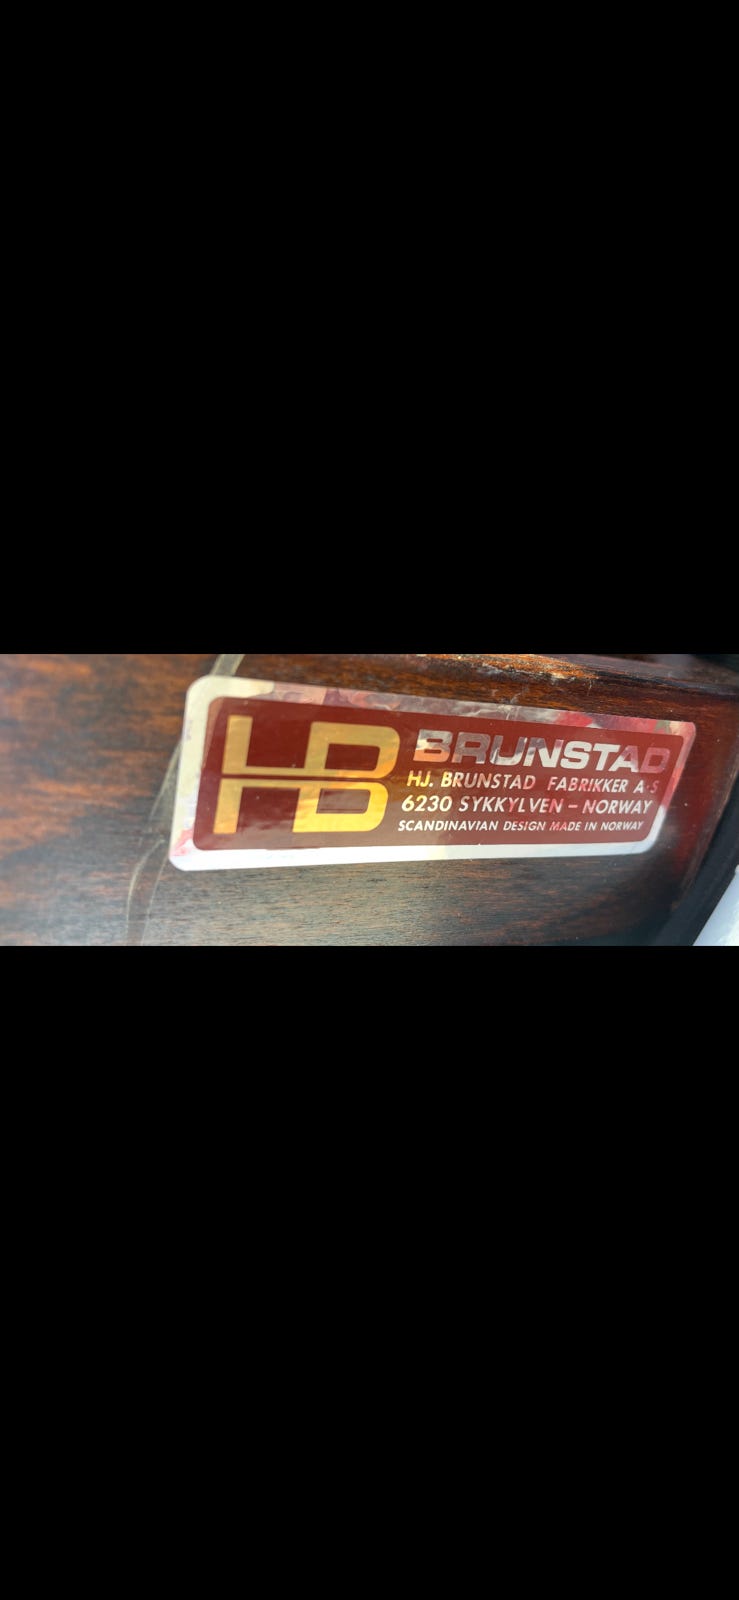 HB
BRUNSTAD
HJ. BRUNSTAD FABRIKKER A·S
6230 SYKKYLVEN – NORWAY
SCANDINAVIAN DESIGN MADE IN NORWAY